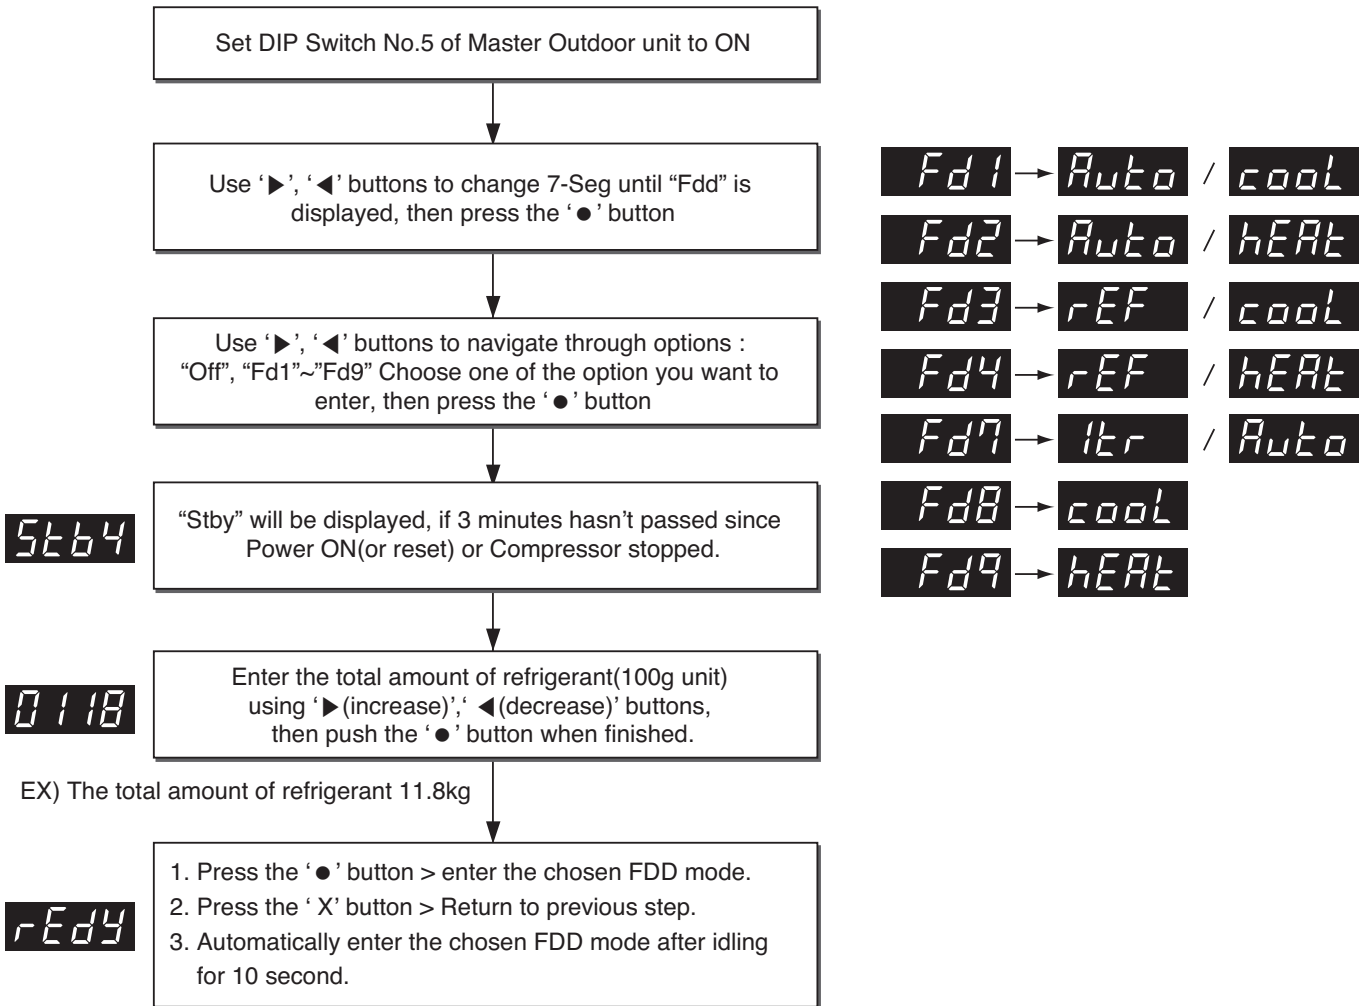 Set DIP Switch No.5 of Master Outdoor unit to ON
Use ‘▶’, ‘◀’ buttons to change 7-Seg until “Fdd” is
displayed, then press the ‘●’ button
Use ‘▶’, ‘◀’ buttons to navigate through options :
“Off”, “Fd1”~”Fd9” Choose one of the option you want to
enter, then press the ‘●’ button
Stby
“Stby” will be displayed, if 3 minutes hasn’t passed since
Power ON(or reset) or Compressor stopped.
0118
Enter the total amount of refrigerant(100g unit)
using ‘▶(increase)’,‘ ◀(decrease)’ buttons,
then push the ‘●’ button when finished.
EX) The total amount of refrigerant 11.8kg
rEdy
1. Press the ‘●’ button > enter the chosen FDD mode.
2. Press the ‘ X’ button > Return to previous step.
3. Automatically enter the chosen FDD mode after idling
for 10 second.
Fd1 → Auto / cooL
Fd2 → Auto / hEAt
Fd3 → rEF / cooL
Fd4 → rEF / hEAt
Fd7 → 1tr / Auto
Fd8 → cooL
Fd9 → hEAt